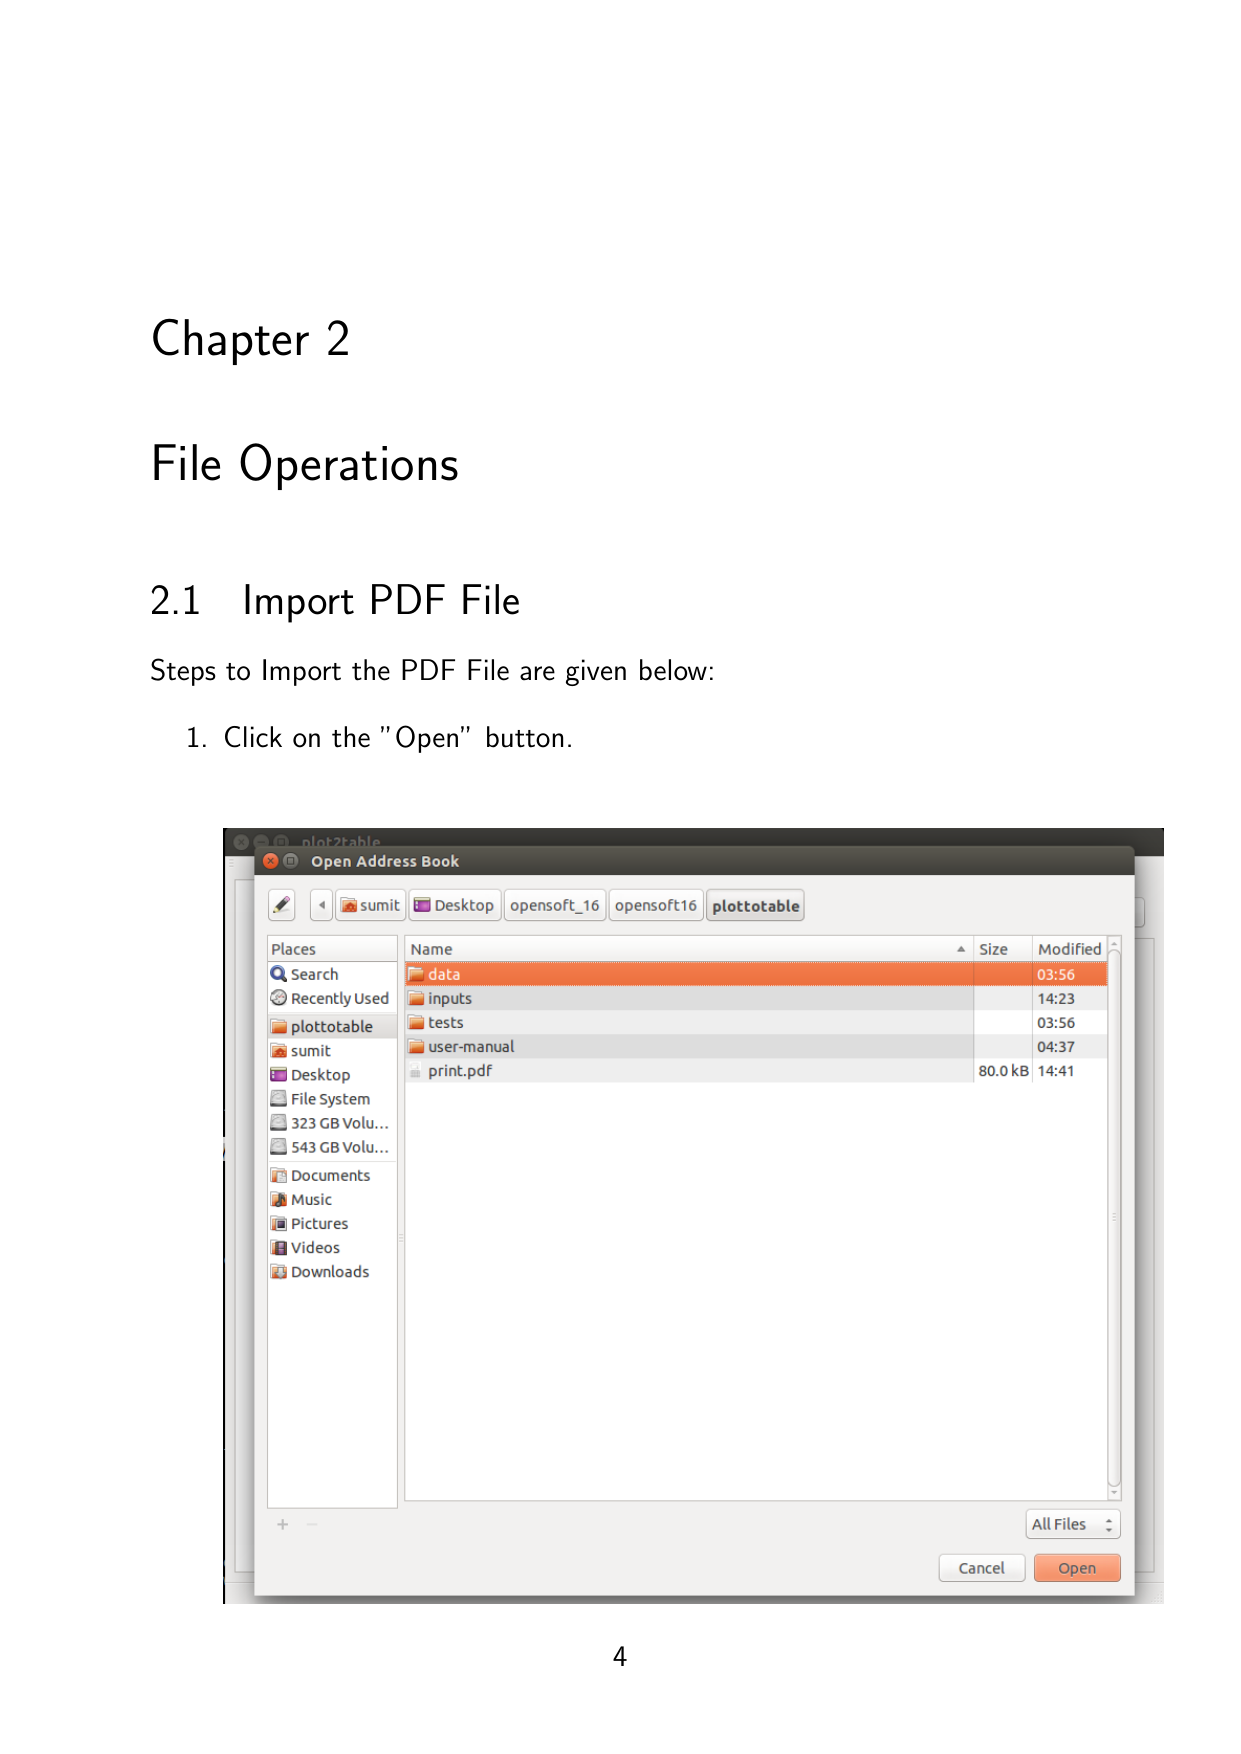 Chapter 2
File Operations
2.1 Import PDF File
Steps to Import the PDF File are given below:
1. Click on the ”Open” button.
plot2table
Open Address Book
sumit Desktop opensoft_16 opensoft16 plottotable
Places Name Size Modified
Search data 03:56
Recently Used inputs 14:23
plottotable tests 03:56
sumit user-manual 04:37
Desktop print.pdf 80.0 kB 14:41
File System
323 GB Volu...
543 GB Volu...
Documents
Music
Pictures
Videos
Downloads
All Files
Cancel Open
4